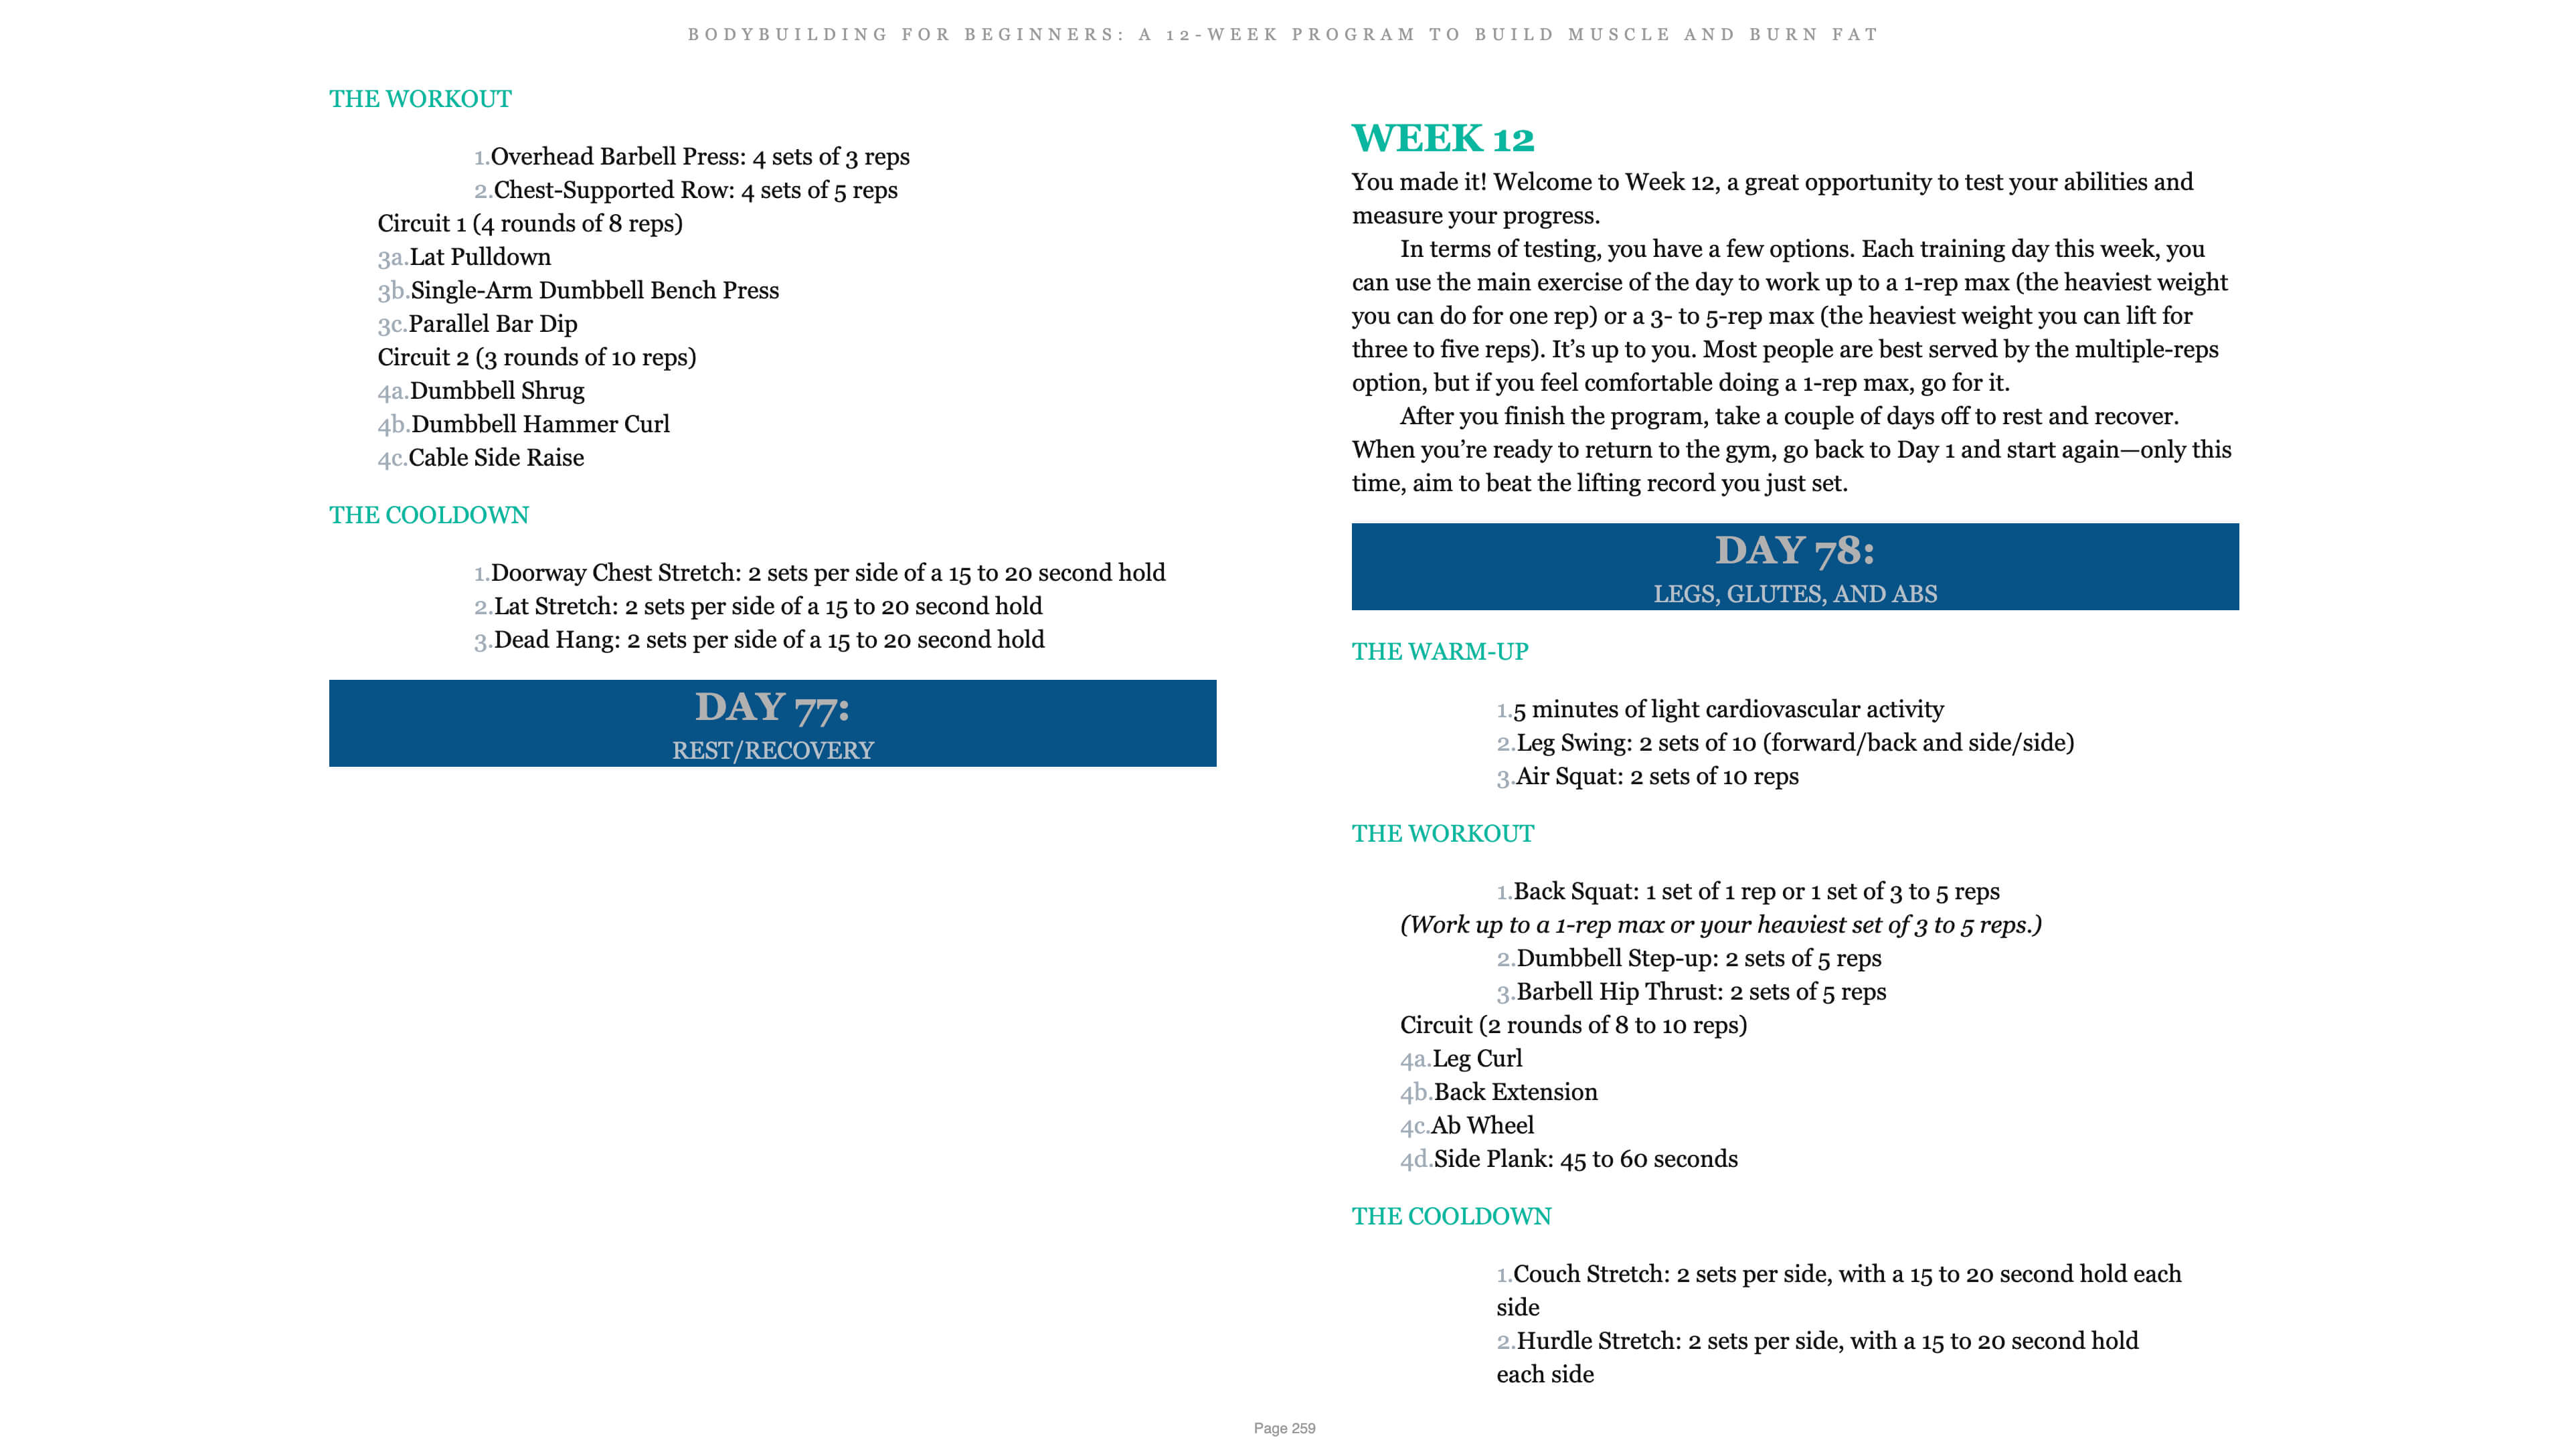 BODYBUILDING FOR BEGINNERS: A 12-WEEK PROGRAM TO BUILD MUSCLE AND BURN FAT
THE WORKOUT
1.Overhead Barbell Press: 4 sets of 3 reps
2.Chest-Supported Row: 4 sets of 5 reps
Circuit 1 (4 rounds of 8 reps)
3a.Lat Pulldown
3b.Single-Arm Dumbbell Bench Press
3c.Parallel Bar Dip
Circuit 2 (3 rounds of 10 reps)
4a.Dumbbell Shrug
4b.Dumbbell Hammer Curl
4c.Cable Side Raise
THE COOLDOWN
1.Doorway Chest Stretch: 2 sets per side of a 15 to 20 second hold
2.Lat Stretch: 2 sets per side of a 15 to 20 second hold
3.Dead Hang: 2 sets per side of a 15 to 20 second hold
DAY 77:
REST/RECOVERY
WEEK 12
You made it! Welcome to Week 12, a great opportunity to test your abilities and
measure your progress.
In terms of testing, you have a few options. Each training day this week, you
can use the main exercise of the day to work up to a 1-rep max (the heaviest weight
you can do for one rep) or a 3- to 5-rep max (the heaviest weight you can lift for
three to five reps). It’s up to you. Most people are best served by the multiple-reps
option, but if you feel comfortable doing a 1-rep max, go for it.
After you finish the program, take a couple of days off to rest and recover.
When you’re ready to return to the gym, go back to Day 1 and start again—only this
time, aim to beat the lifting record you just set.
DAY 78:
LEGS, GLUTES, AND ABS
THE WARM-UP
1.5 minutes of light cardiovascular activity
2.Leg Swing: 2 sets of 10 (forward/back and side/side)
3.Air Squat: 2 sets of 10 reps
THE WORKOUT
1.Back Squat: 1 set of 1 rep or 1 set of 3 to 5 reps
(Work up to a 1-rep max or your heaviest set of 3 to 5 reps.)
2.Dumbbell Step-up: 2 sets of 5 reps
3.Barbell Hip Thrust: 2 sets of 5 reps
Circuit (2 rounds of 8 to 10 reps)
4a.Leg Curl
4b.Back Extension
4c.Ab Wheel
4d.Side Plank: 45 to 60 seconds
THE COOLDOWN
1.Couch Stretch: 2 sets per side, with a 15 to 20 second hold each
side
2.Hurdle Stretch: 2 sets per side, with a 15 to 20 second hold
each side
Page 259